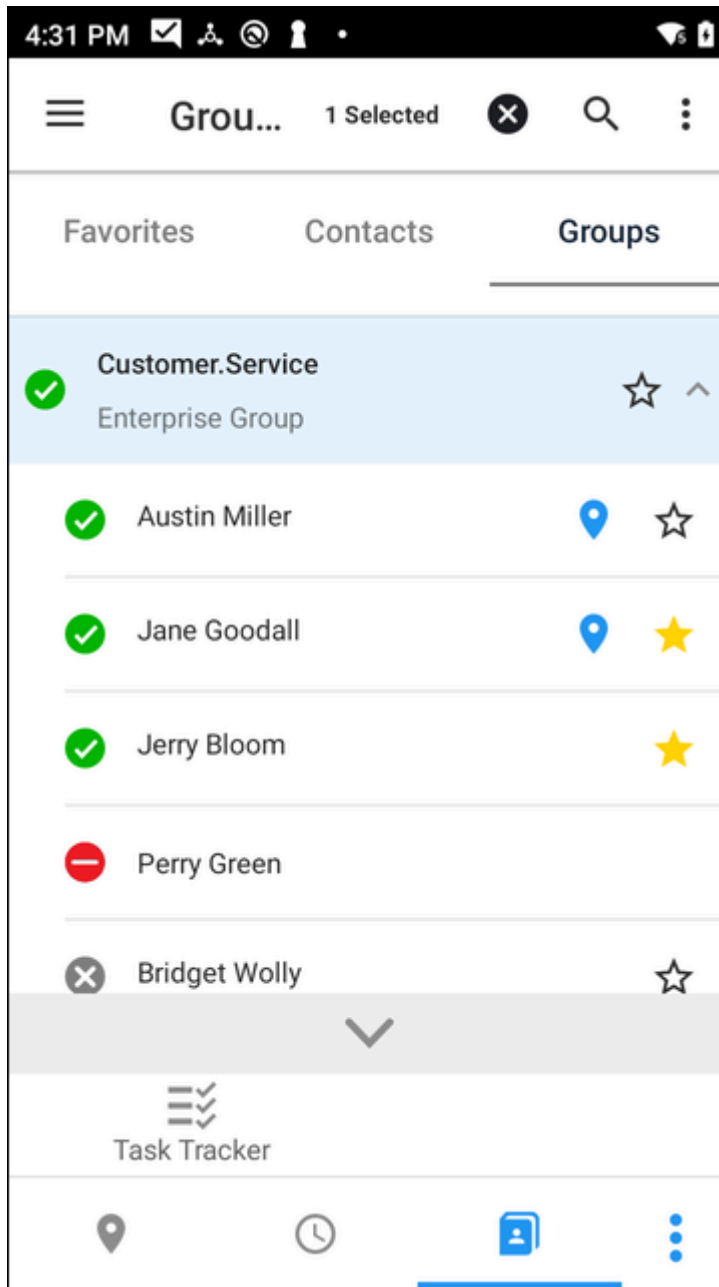 4:31 PM
Grou... 1 Selected
Favorites Contacts Groups
Customer.Service
Enterprise Group
Austin Miller
Jane Goodall
Jerry Bloom
Perry Green
Bridget Wolly
Task Tracker